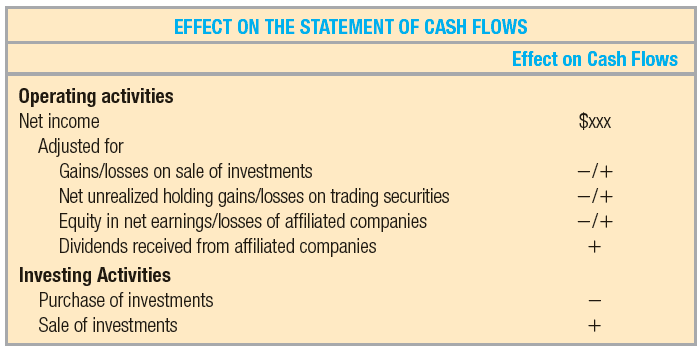 EFFECT ON THE STATEMENT OF CASH FLOWS
Effect on Cash Flows
Operating activities
Net income $xxx
Adjusted for
Gains/losses on sale of investments −/+
Net unrealized holding gains/losses on trading securities −/+
Equity in net earnings/losses of affiliated companies −/+
Dividends received from affiliated companies +
Investing Activities
Purchase of investments −
Sale of investments +